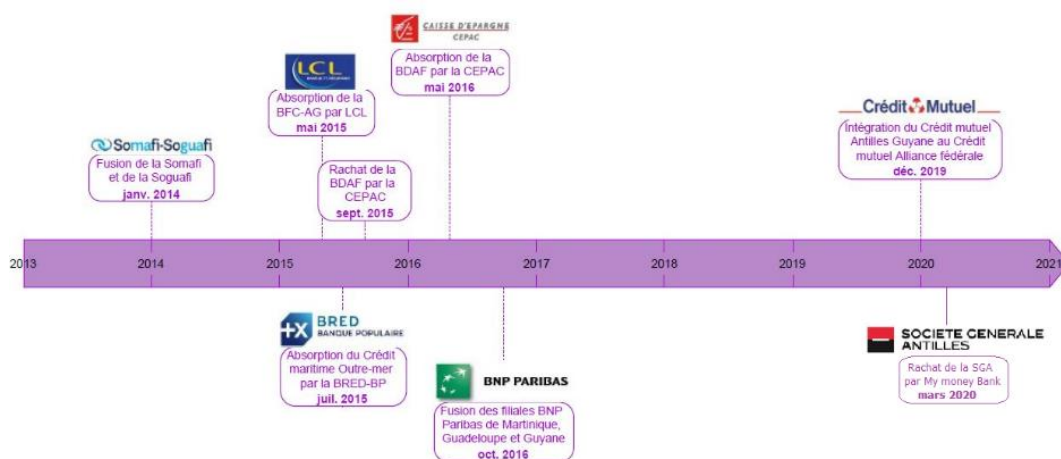 CAISSE D'EPARGNE
CEPAC
Absorption de la
BDAF par la CEPAC
mai 2016
LCL
Absorption de la
BFC-AG par LCL
mai 2015
Crédit Mutuel
Intégration du Crédit mutuel
Antilles Guyane au Crédit
mutuel Alliance fédérale
déc. 2019
Somafi-Soguafi
Fusion de la Somafi
et de la Soguafi
janv. 2014
Rachat de la
BDAF par la
CEPAC
sept. 2015
2013 2014 2015 2016 2017 2018 2019 2020 2021
BRED
BANQUE POPULAIRE
Absorption du Crédit
maritime Outre-mer
par la BRED-BP
juil. 2015
BNP PARIBAS
Fusion des filiales BNP
Paribas de Martinique,
Guadeloupe et Guyane
oct. 2016
SOCIETE GENERALE
ANTILLES
Rachat de la SGA
par My money Bank
mars 2020